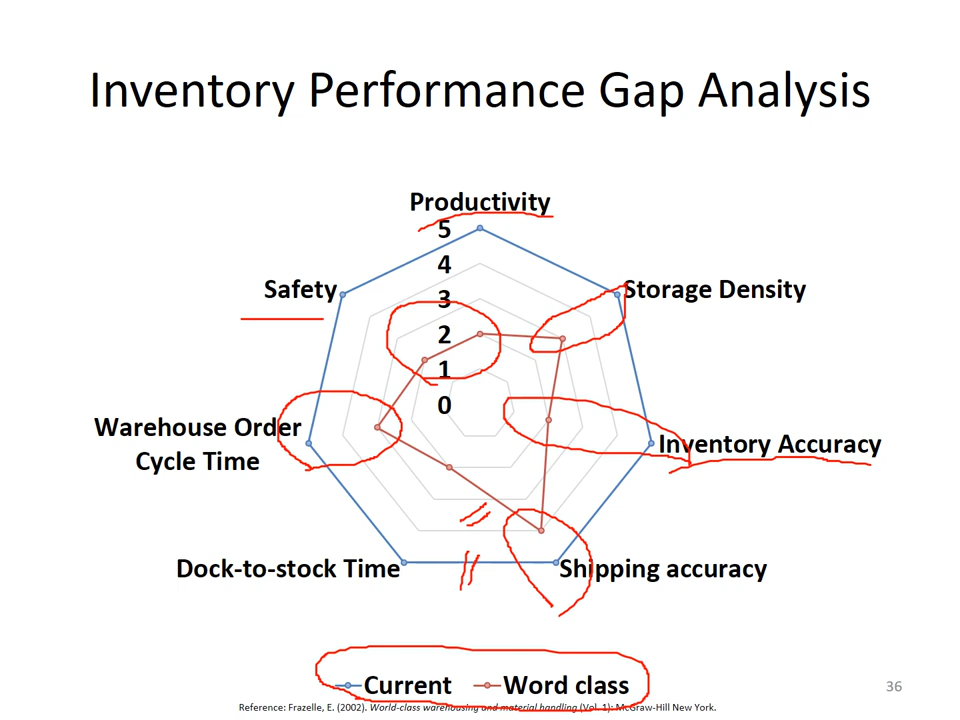 Inventory Performance Gap Analysis
Productivity
5
Safety
Storage Density
4
3
2
1
0
Warehouse Order
Cycle Time
Inventory Accuracy
Dock-to-stock Time
Shipping accuracy
Current
Word class
36
Reference: Frazelle, E. (2002). World-class warehousing and material handling (Vol. 1): McGraw-Hill New York.